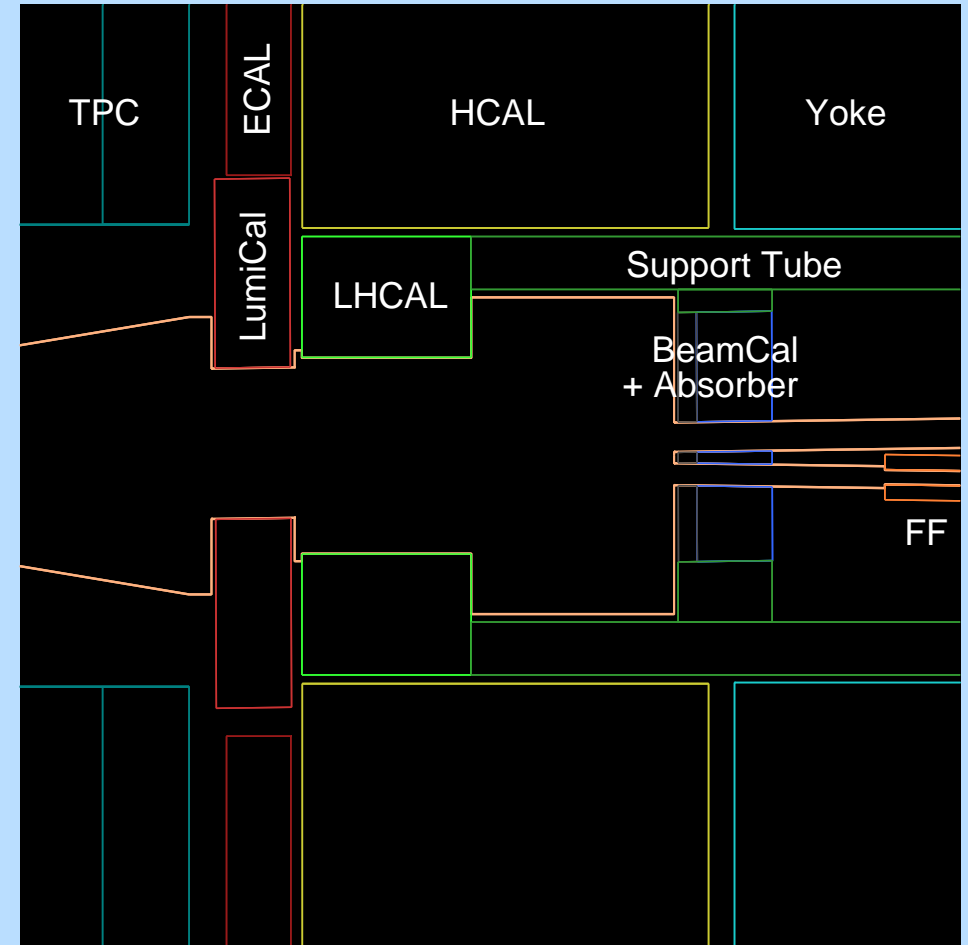 TPC
ECAL
HCAL
Yoke
LumiCal
LHCAL
Support Tube
BeamCal
+ Absorber
FF